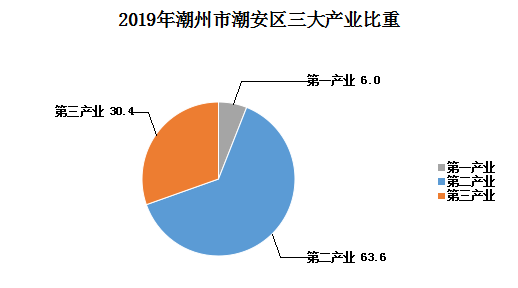 2019年潮州市潮安区三大产业比重
第一产业 6.0
第三产业 30.4
第一产业
第二产业
第三产业
第二产业 63.6